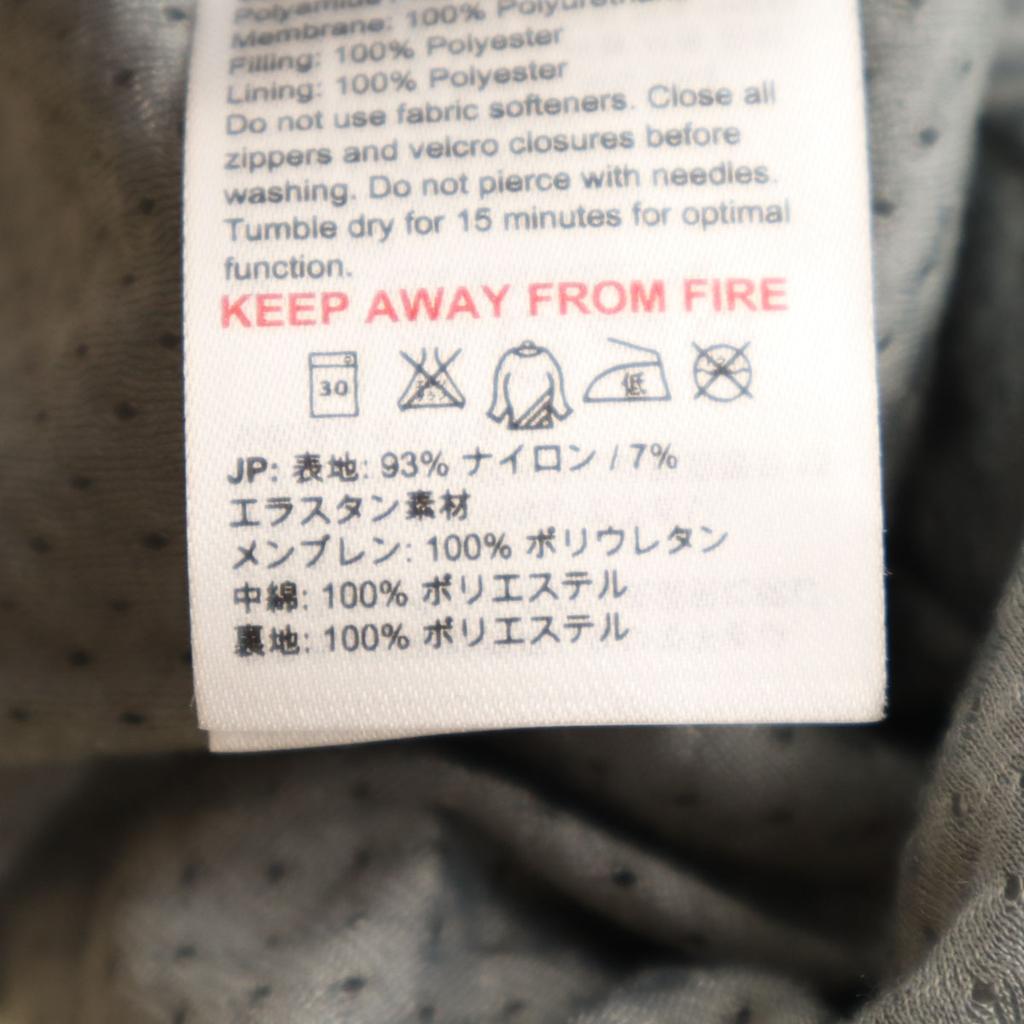 Membrane: 100% Polyurethane
Filling: 100% Polyester
Lining: 100% Polyester
Do not use fabric softeners. Close all
zippers and velcro closures before
washing. Do not pierce with needles.
Tumble dry for 15 minutes for optimal
function.
KEEP AWAY FROM FIRE
30 低
JP: 表地: 93% ナイロン / 7%
エラスタン素材
メンブレン: 100% ポリウレタン
中綿: 100% ポリエステル
裏地: 100% ポリエステル